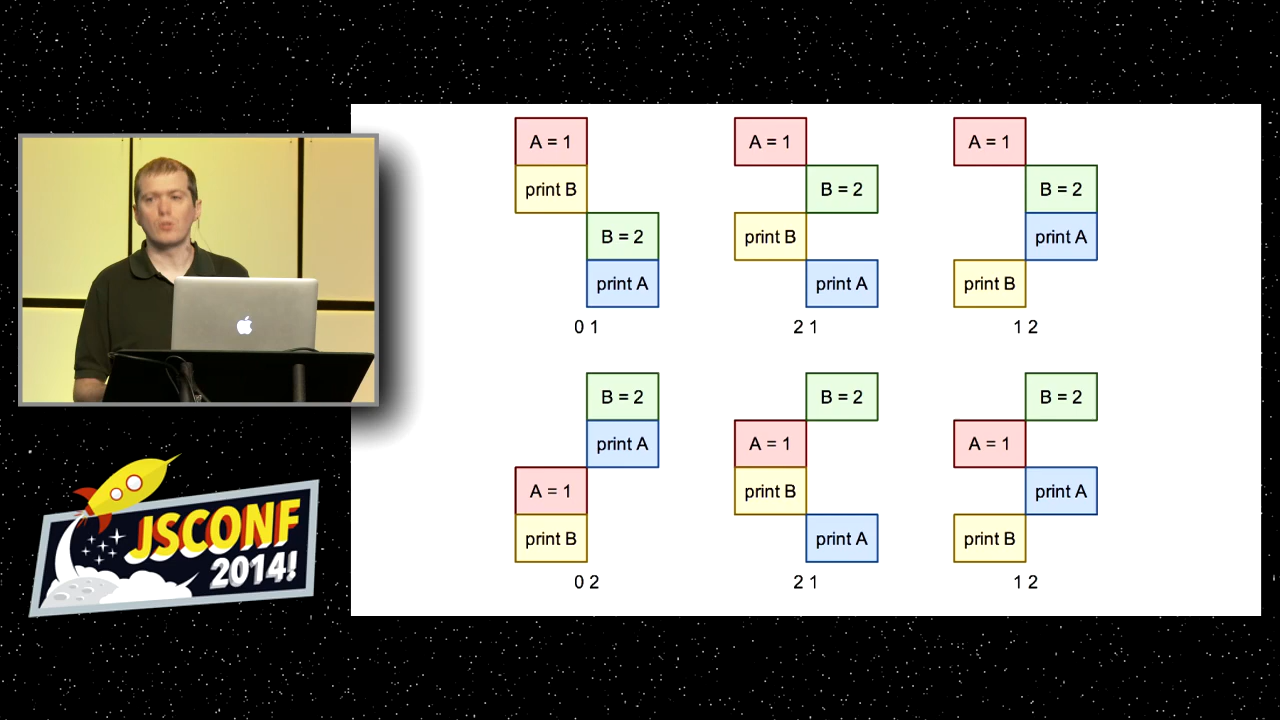 A = 1
print B
B = 2
print A
0 1
A = 1
B = 2
print B
print A
2 1
A = 1
B = 2
print A
print B
1 2
B = 2
print A
A = 1
print B
0 2
B = 2
A = 1
print B
print A
2 1
B = 2
A = 1
print A
print B
1 2
JSCONF
2014!